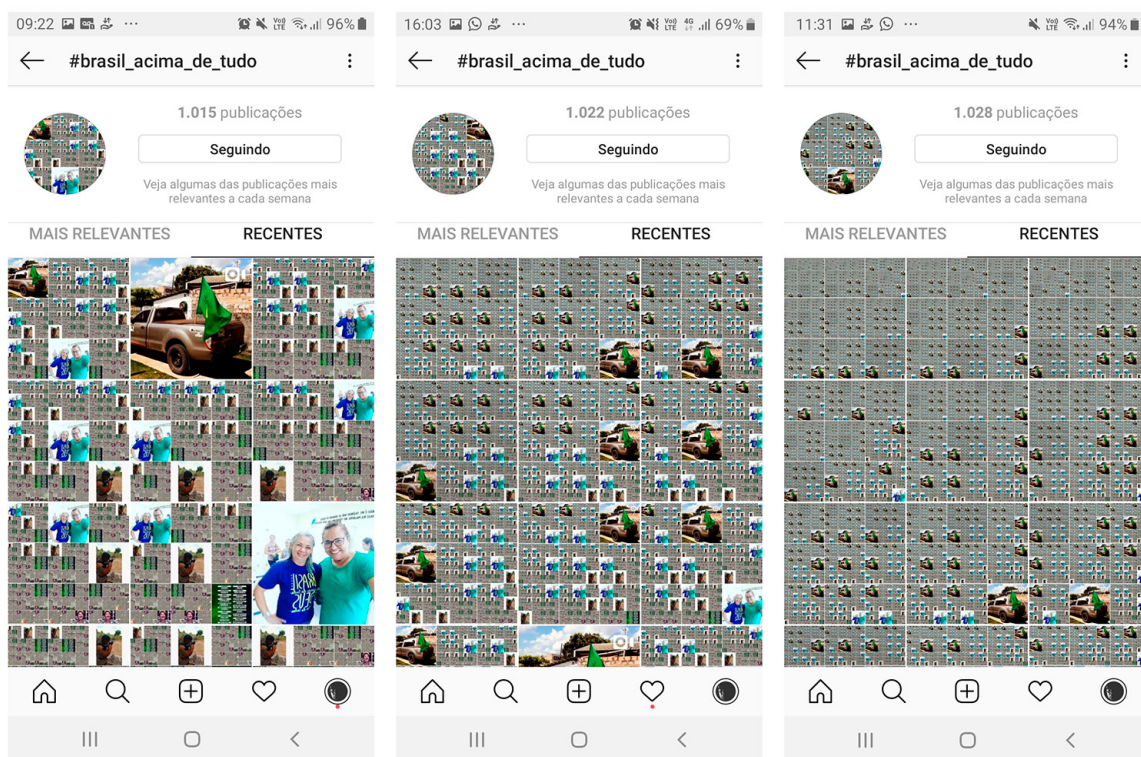 09:22 96%
#brasil_acima_de_tudo
1.015 publicações
Seguindo
Veja algumas das publicações mais
relevantes a cada semana
MAIS RELEVANTES RECENTES
16:03 4G 69%
#brasil_acima_de_tudo
1.022 publicações
Seguindo
Veja algumas das publicações mais
relevantes a cada semana
MAIS RELEVANTES RECENTES
11:31 94%
#brasil_acima_de_tudo
1.028 publicações
Seguindo
Veja algumas das publicações mais
relevantes a cada semana
MAIS RELEVANTES RECENTES